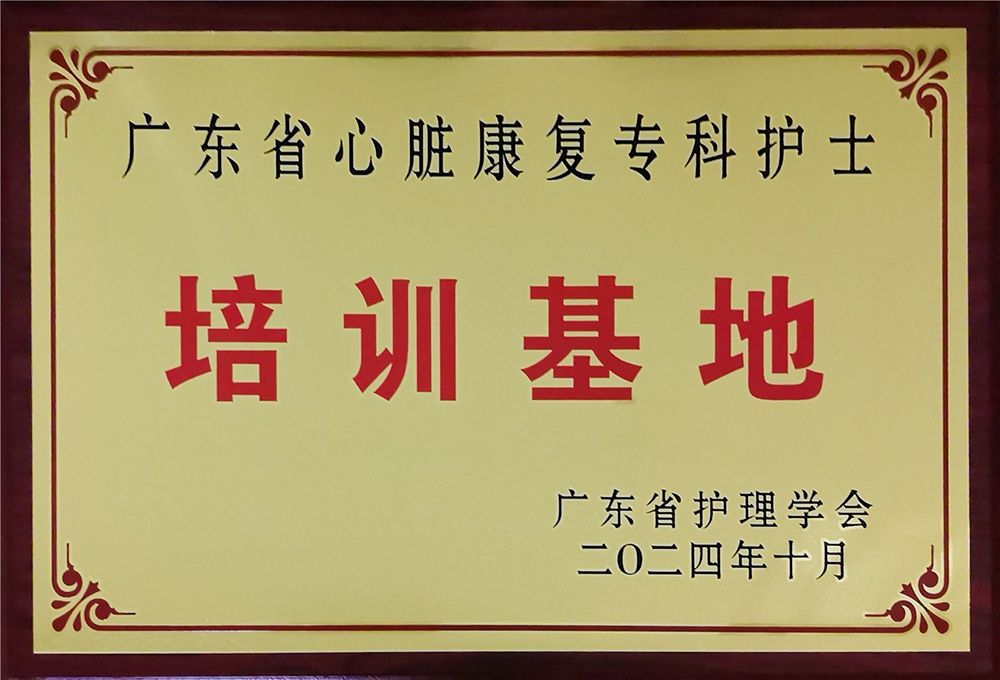 广东省心脏康复专科护士
培训基地
广东省护理学会
二〇二四年十月